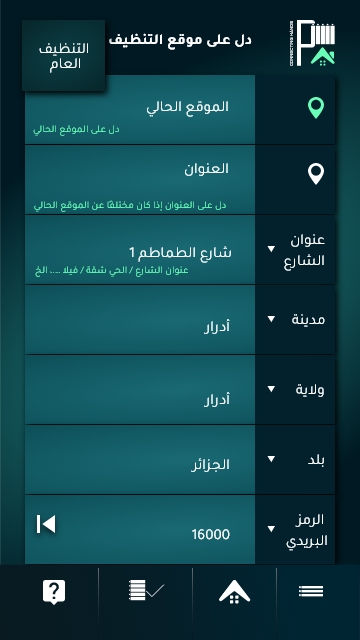 التنظيف
العام
دل على موقع التنظيف
CONNECTING HANDS
الموقع الحالي
دل على الموقع الحالي
العنوان
دل على العنوان إذا كان مختلفًا عن الموقع الحالي
عنوان
الشارع
شارع الطماطم 1
عنوان الشارع / الحي شقة / فيلا ..... الخ
مدينة
أدرار
ولاية
أدرار
بلد
الجزائر
الرمز
البريدي
16000